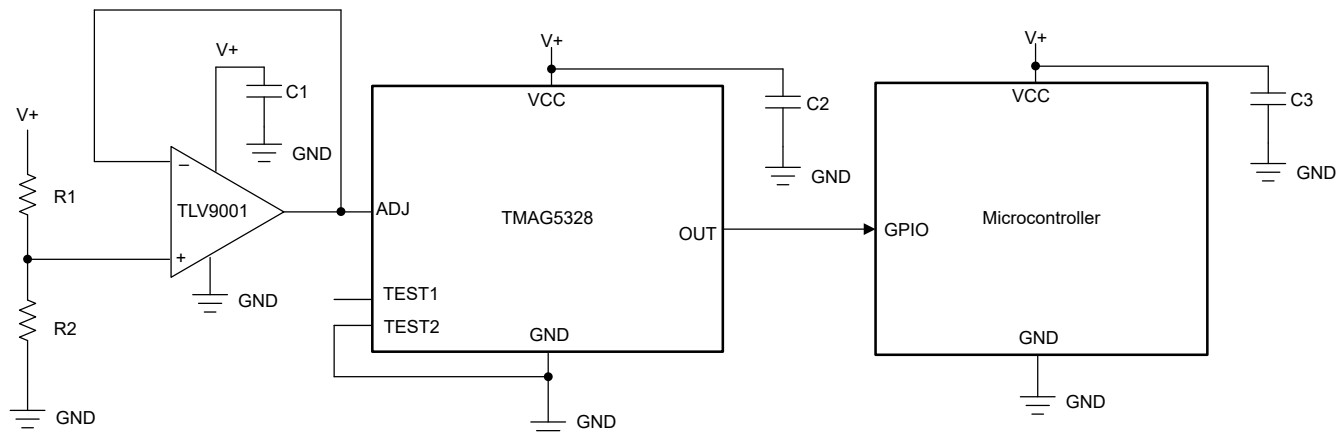 V+
V+
V+
C1
VCC
C2
VCC
C3
GND
GND
GND
−
R1
TLV9001
ADJ
TMAG5328
Microcontroller
OUT
GPIO
+
GND
TEST1
R2
TEST2
GND
GND
GND
GND
GND
V+